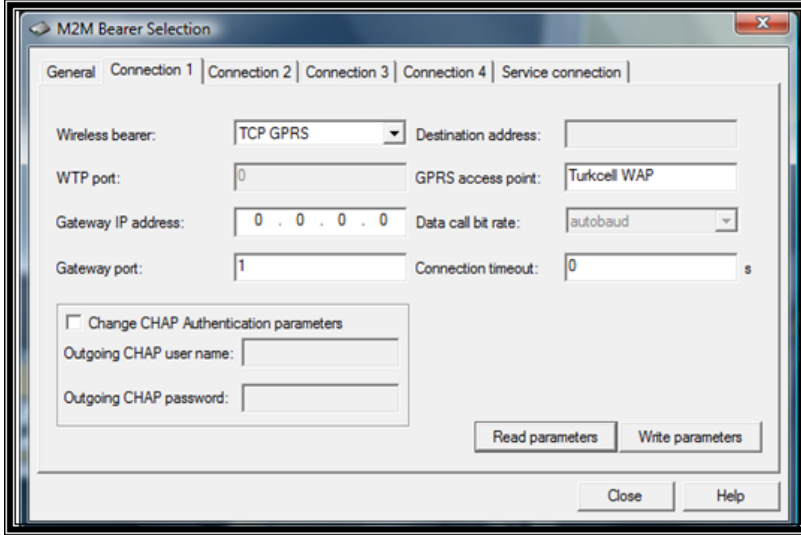 M2M Bearer Selection
General Connection 1 Connection 2 Connection 3 Connection 4 Service connection
Wireless bearer: TCP GPRS Destination address:
WTP port: 0 GPRS access point: Turkcell WAP
Gateway IP address: 0 . 0 . 0 . 0 Data call bit rate: autobaud
Gateway port: 1 Connection timeout: 0 s
Change CHAP Authentication parameters
Outgoing CHAP user name:
Outgoing CHAP password:
Read parameters Write parameters
Close Help